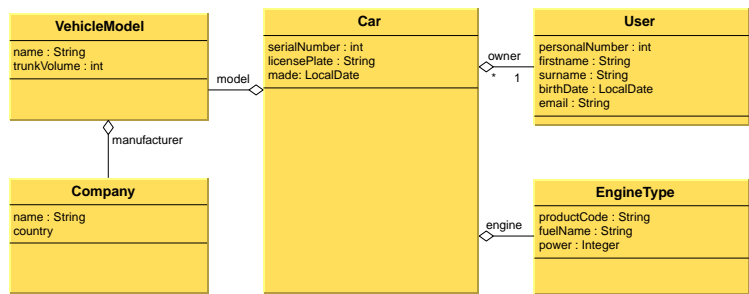 VehicleModel
name : String
trunkVolume : int
model
manufacturer
Company
name : String
country
Car
serialNumber : int
licensePlate : String
made: LocalDate
owner
* 1
engine
User
personalNumber : int
firstname : String
surname : String
birthDate : LocalDate
email : String
EngineType
productCode : String
fuelName : String
power : Integer